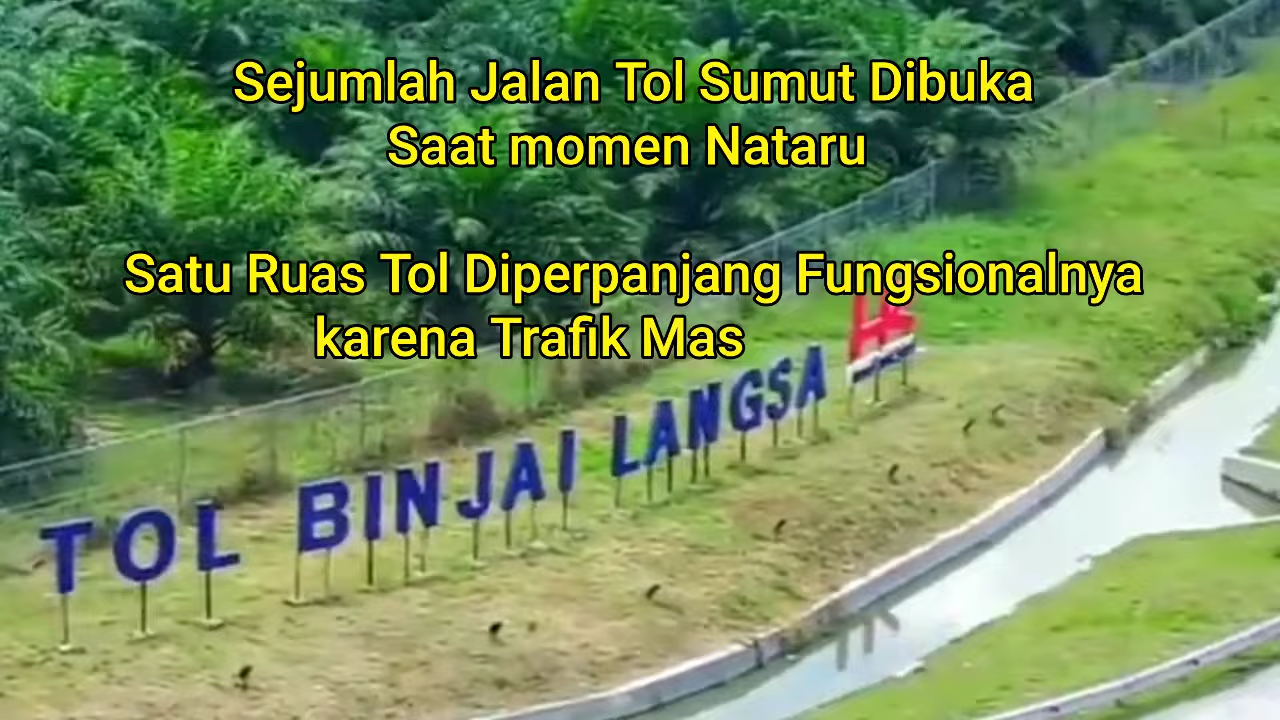 Sejumlah Jalan Tol Sumut Dibuka
Saat momen Nataru
Satu Ruas Tol Diperpanjang Fungsionalnya
karena Trafik Mas
TOL BINJAI LANGSA